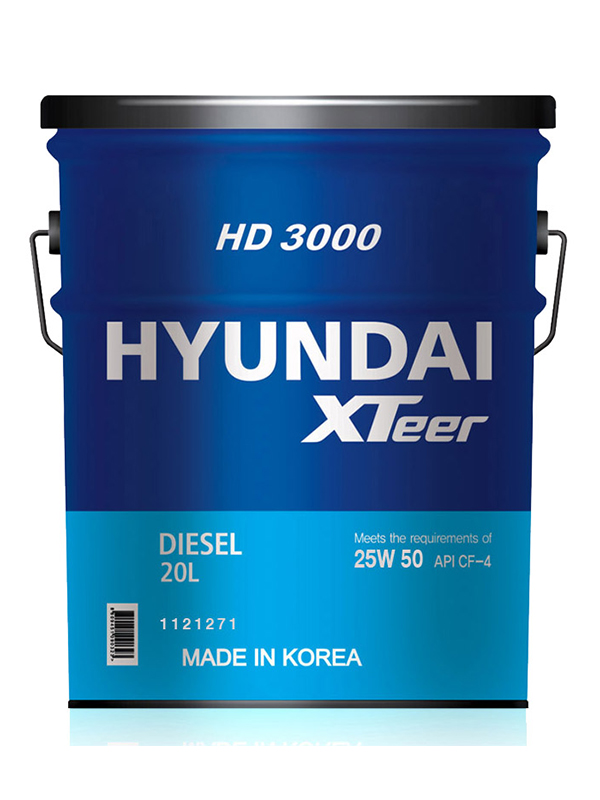 HD 3000
HYUNDAI
XTeer
DIESEL
20L
Meets the requirements of
25W 50 API CF-4
1121271
MADE IN KOREA